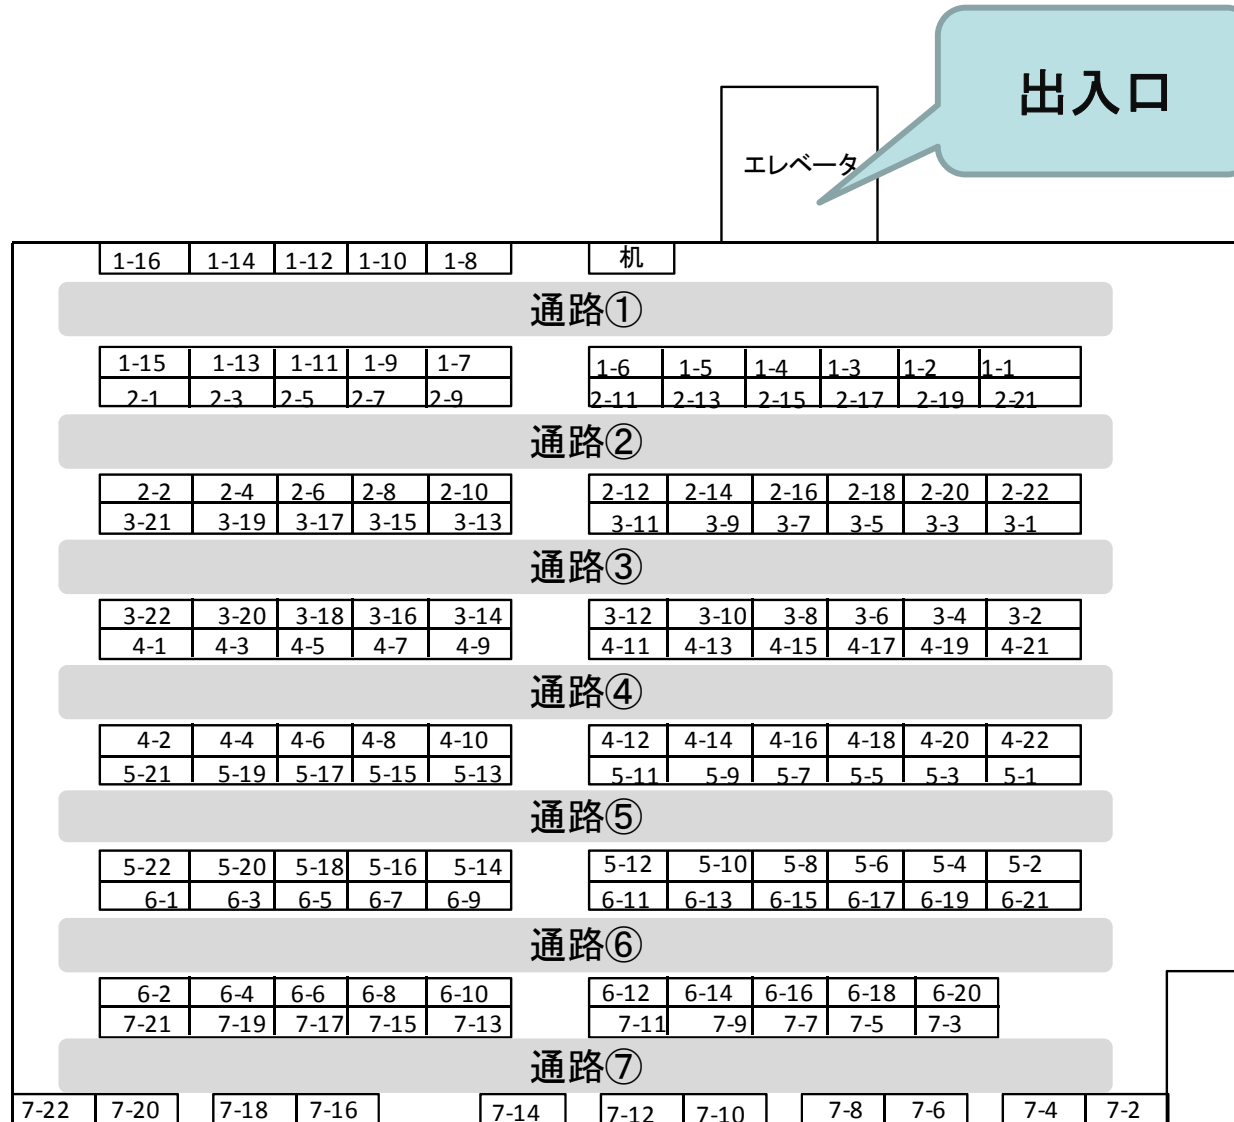 出入口
エレベータ
1-16 1-14 1-12 1-10 1-8 机
通路①
1-15 1-13 1-11 1-9 1-7 1-6 1-5 1-4 1-3 1-2 1-1
2-1 2-3 2-5 2-7 2-9 2-11 2-13 2-15 2-17 2-19 2-21
通路②
2-2 2-4 2-6 2-8 2-10 2-12 2-14 2-16 2-18 2-20 2-22
3-21 3-19 3-17 3-15 3-13 3-11 3-9 3-7 3-5 3-3 3-1
通路③
3-22 3-20 3-18 3-16 3-14 3-12 3-10 3-8 3-6 3-4 3-2
4-1 4-3 4-5 4-7 4-9 4-11 4-13 4-15 4-17 4-19 4-21
通路④
4-2 4-4 4-6 4-8 4-10 4-12 4-14 4-16 4-18 4-20 4-22
5-21 5-19 5-17 5-15 5-13 5-11 5-9 5-7 5-5 5-3 5-1
通路⑤
5-22 5-20 5-18 5-16 5-14 5-12 5-10 5-8 5-6 5-4 5-2
6-1 6-3 6-5 6-7 6-9 6-11 6-13 6-15 6-17 6-19 6-21
通路⑥
6-2 6-4 6-6 6-8 6-10 6-12 6-14 6-16 6-18 6-20
7-21 7-19 7-17 7-15 7-13 7-11 7-9 7-7 7-5 7-3
通路⑦
7-22 7-20 7-18 7-16 7-14 7-12 7-10 7-8 7-6 7-4 7-2